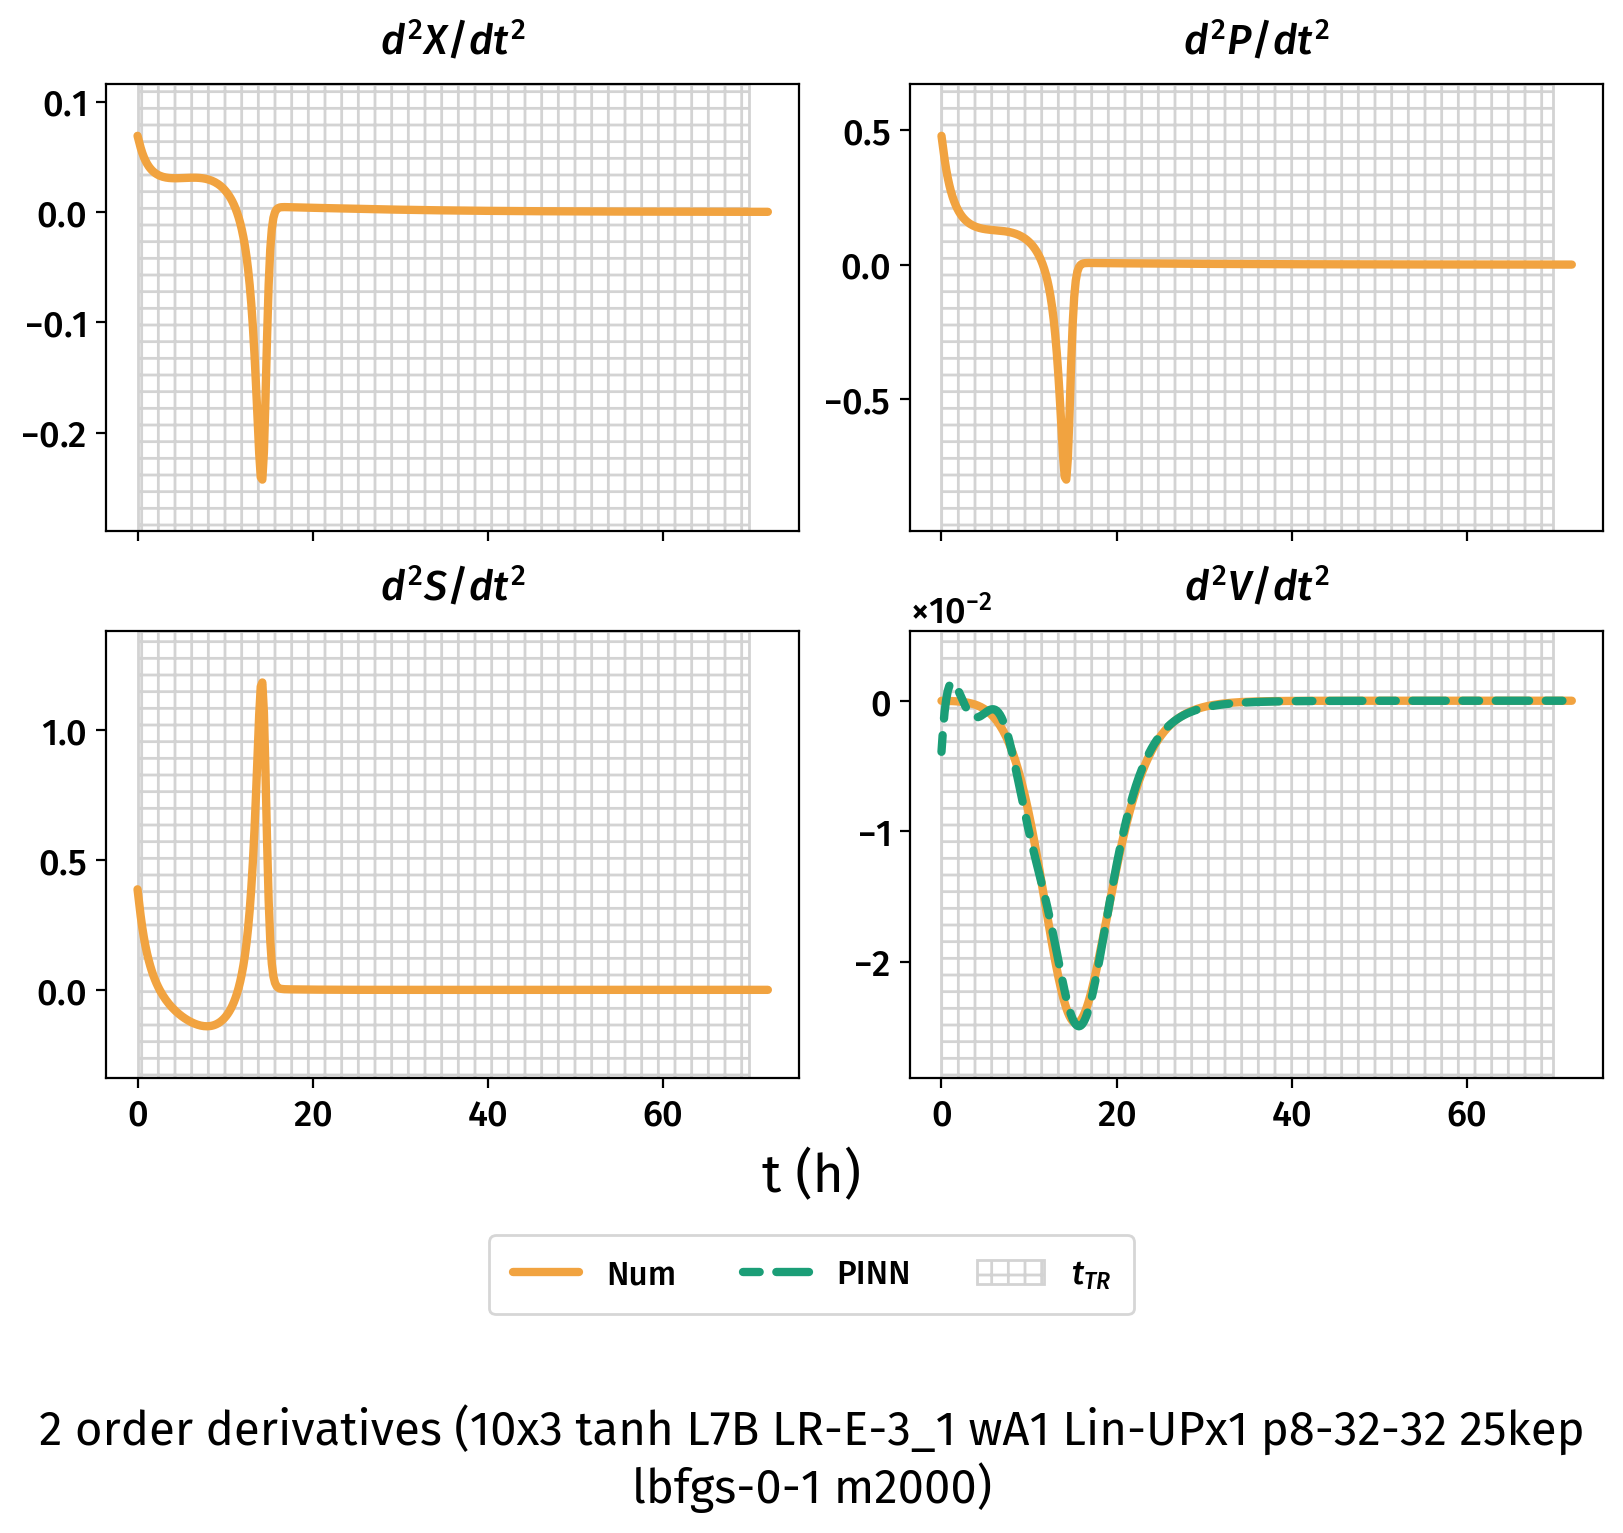 d²X/dt²
d²P/dt²
0.1
0.0
−0.1
−0.2
0.5
0.0
−0.5
d²S/dt²
d²V/dt²
×10⁻²
1.0
0.5
0.0
0
−1
−2
0 20 40 60
0 20 40 60
t (h)
Num PINN t_TR
2 order derivatives (10x3 tanh L7B LR-E-3_1 wA1 Lin-UPx1 p8-32-32 25kep
lbfgs-0-1 m2000)